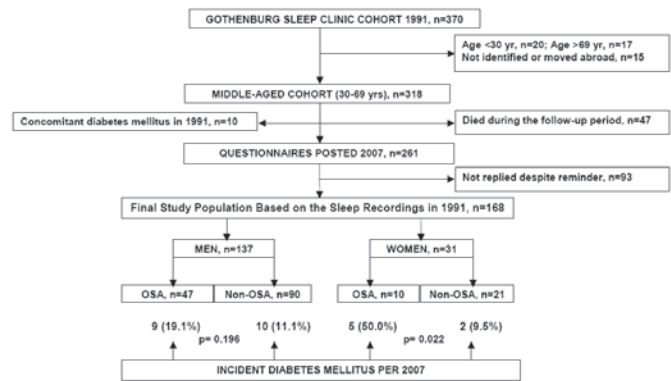 GOTHENBURG SLEEP CLINIC COHORT 1991, n=370
Age <30 yr, n=20; Age >69 yr, n=17
Not identified or moved abroad, n=15
MIDDLE-AGED COHORT (30-69 yrs), n=318
Concomitant diabetes mellitus in 1991, n=10
Died during the follow-up period, n=47
QUESTIONNAIRES POSTED 2007, n=261
Not replied despite reminder, n=93
Final Study Population Based on the Sleep Recordings in 1991, n=168
MEN, n=137
WOMEN, n=31
OSA, n=47
Non-OSA, n=90
OSA, n=10
Non-OSA, n=21
9 (19.1%)
10 (11.1%)
5 (50.0%)
2 (9.5%)
p= 0.196
p= 0.022
INCIDENT DIABETES MELLITUS PER 2007